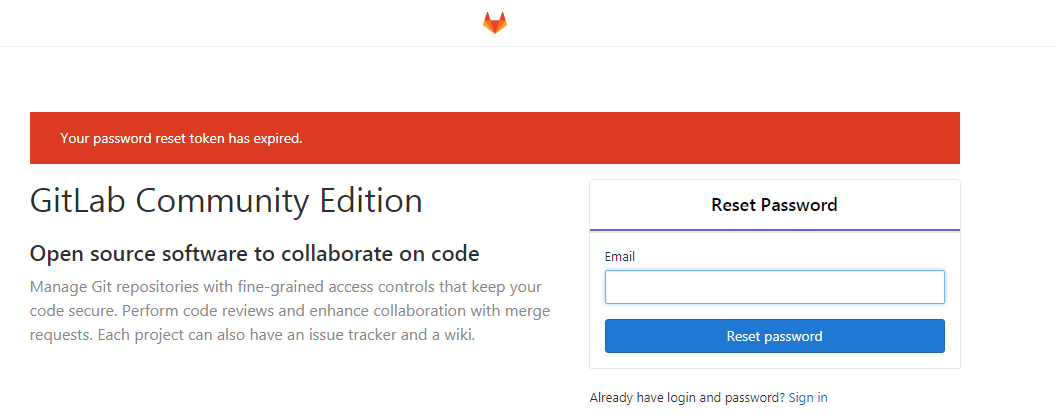 Your password reset token has expired.
GitLab Community Edition
Open source software to collaborate on code
Manage Git repositories with fine-grained access controls that keep your
code secure. Perform code reviews and enhance collaboration with merge
requests. Each project can also have an issue tracker and a wiki.
Reset Password
Email
Reset password
Already have login and password? Sign in